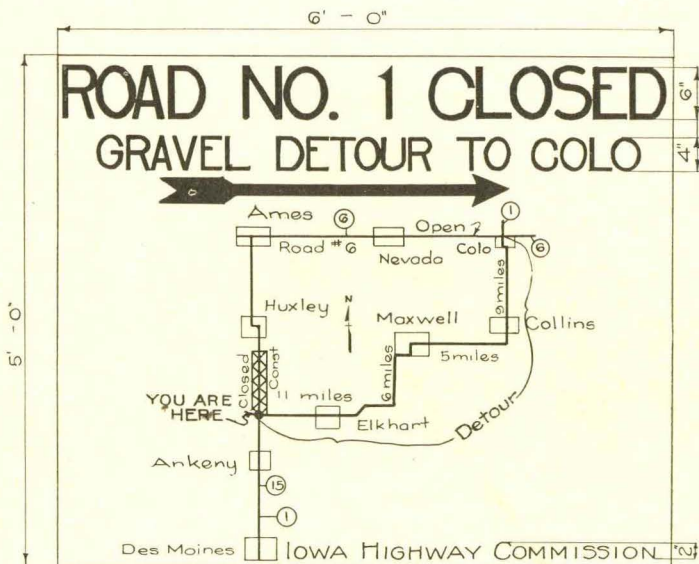 6' - 0"
ROAD NO. 1 CLOSED
6"
GRAVEL DETOUR TO COLO
4"
Ames
6
Open
1
Road #6
Nevada
Colo
6
9 miles
5' - 0"
Huxley
N
Maxwell
Collins
5 miles
Closed
Const
6 miles
11 miles
YOU ARE
HERE
Elkhart
Detour
Ankeny
15
1
Des Moines
IOWA HIGHWAY COMMISSION
2"